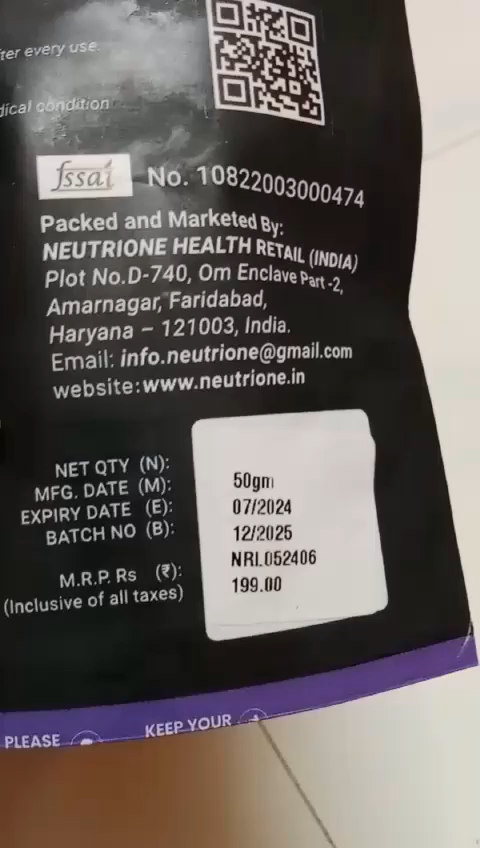 ter every use
dical condition
fssai No. 10822003000474
Packed and Marketed By:
NEUTRIONE HEALTH RETAIL (INDIA)
Plot No.D-740, Om Enclave Part -2,
Amarnagar, Faridabad,
Haryana – 121003, India.
Email: info.neutrione@gmail.com
website:www.neutrione.in
NET QTY (N): 50gm
MFG. DATE (M): 07/2024
EXPIRY DATE (E): 12/2025
BATCH NO (B): NRL052406
M.R.P. Rs (₹): 199.00
(Inclusive of all taxes)
PLEASE KEEP YOUR